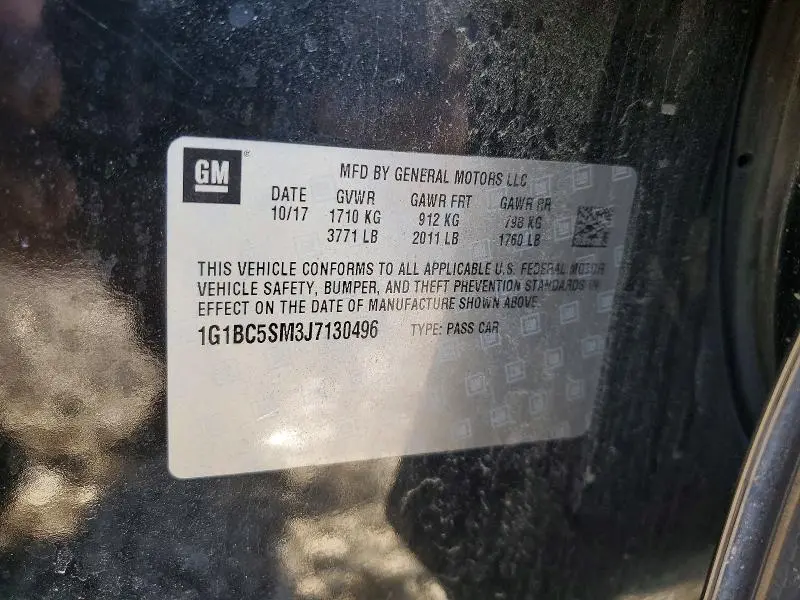 GM ®
MFD BY GENERAL MOTORS LLC
DATE GVWR GAWR FRT GAWR RR
10/17 1710 KG 912 KG 798 KG
3771 LB 2011 LB 1760 LB
THIS VEHICLE CONFORMS TO ALL APPLICABLE U.S. FEDERAL MOTOR
VEHICLE SAFETY, BUMPER, AND THEFT PREVENTION STANDARDS IN
EFFECT ON THE DATE OF MANUFACTURE SHOWN ABOVE.
1G1BC5SM3J7130496 TYPE: PASS CAR